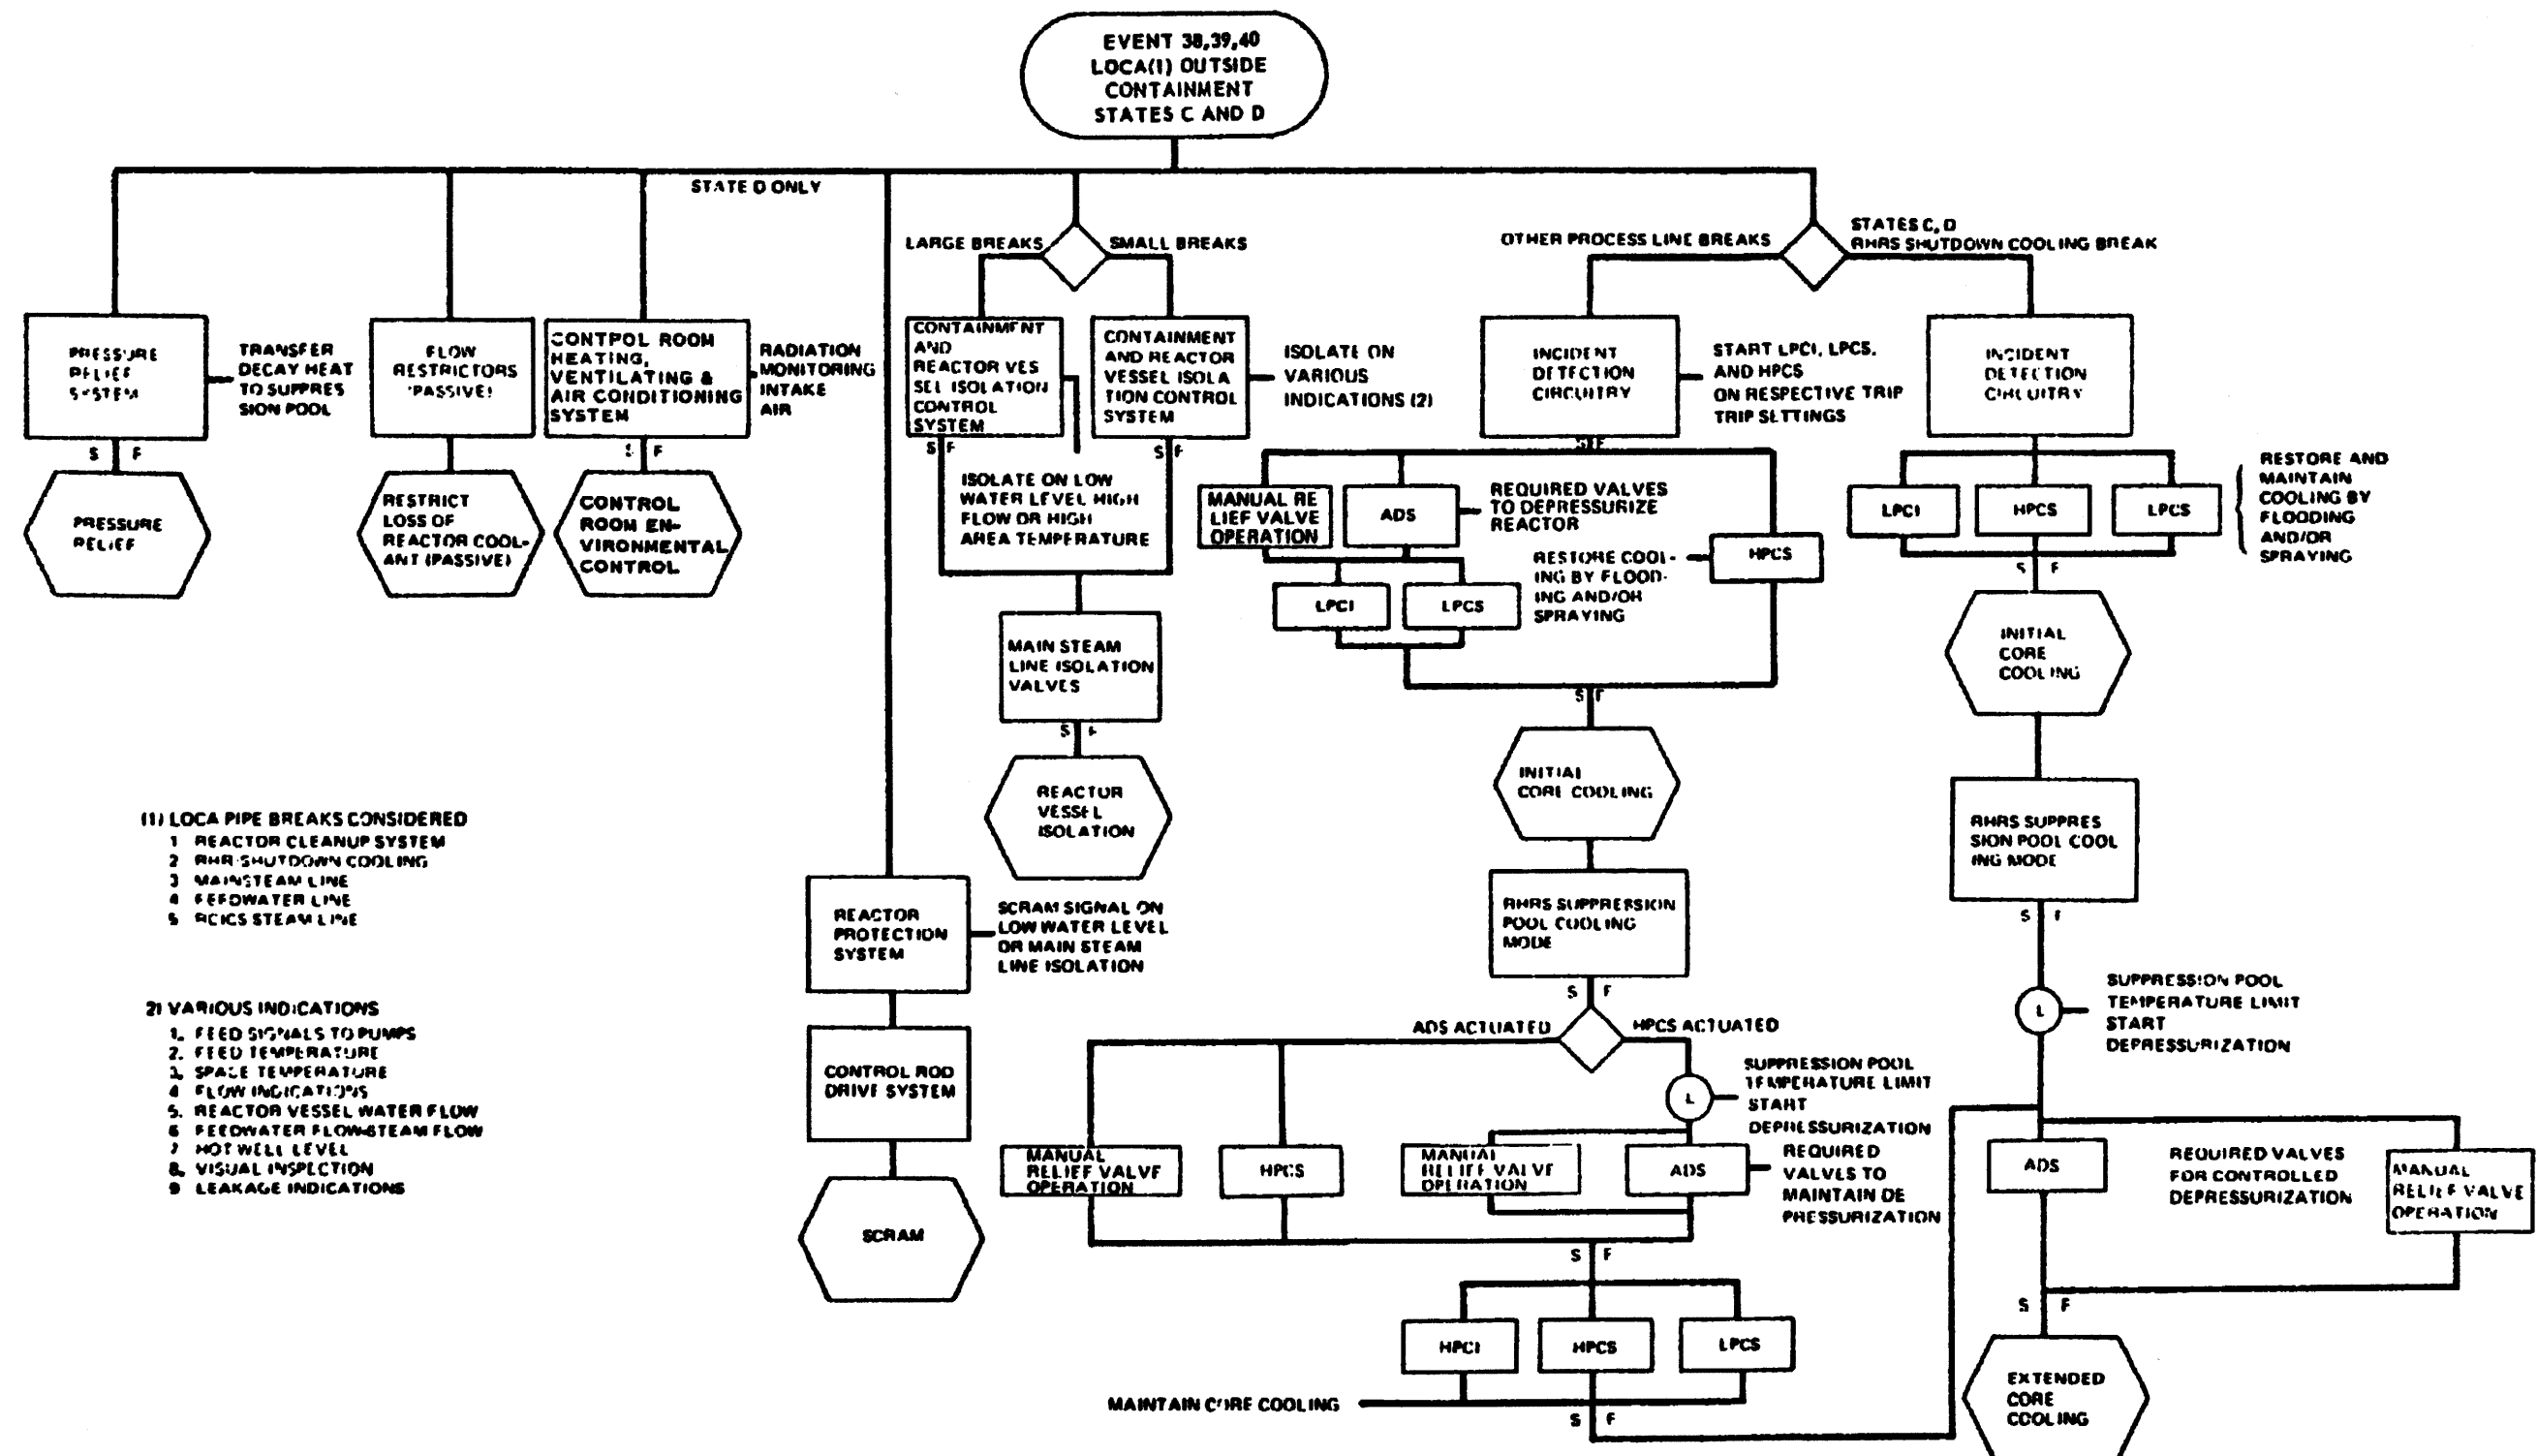 EVENT 38,39,40
LOCA(1) OUTSIDE
CONTAINMENT
STATES C AND D
STATE D ONLY
LARGE BREAKS
SMALL BREAKS
OTHER PROCESS LINE BREAKS
STATES C, D
RHRS SHUTDOWN COOLING BREAK
PRESSURE
RELIEF
SYSTEM
TRANSFER
DECAY HEAT
TO SUPPRES
SION POOL
S F
PRESSURE
RELIEF
FLOW
RESTRICTORS
(PASSIVE)
RESTRICT
LOSS OF
REACTOR COOL-
ANT (PASSIVE)
CONTROL ROOM
HEATING,
VENTILATING &
AIR CONDITIONING
SYSTEM
RADIATION
MONITORING
INTAKE
AIR
S F
CONTROL
ROOM EN-
VIRONMENTAL
CONTROL
CONTAINMENT
AND
REACTOR VES
SEL ISOLATION
CONTROL
SYSTEM
S F
ISOLATE ON LOW
WATER LEVEL HIGH
FLOW OR HIGH
AREA TEMPERATURE
CONTAINMENT
AND REACTOR
VESSEL ISOLA
TION CONTROL
SYSTEM
S F
ISOLATE ON
VARIOUS
INDICATIONS (2)
MAIN STEAM
LINE ISOLATION
VALVES
S F
REACTOR
VESSEL
ISOLATION
REACTOR
PROTECTION
SYSTEM
SCRAM SIGNAL ON
LOW WATER LEVEL
OR MAIN STEAM
LINE ISOLATION
CONTROL ROD
DRIVE SYSTEM
SCRAM
INCIDENT
DETECTION
CIRCUITRY
START LPCI, LPCS,
AND HPCS
ON RESPECTIVE TRIP
TRIP SETTINGS
S F
MANUAL RE
LIEF VALVE
OPERATION
ADS
REQUIRED VALVES
TO DEPRESSURIZE
REACTOR
LPCI
LPCS
RESTORE COOL-
ING BY FLOOD-
ING AND/OR
SPRAYING
HPCS
S F
INITIAL
CORE COOLING
RHRS SUPPRESSION
POOL COOLING
MODE
S F
ADS ACTUATED
HPCS ACTUATED
L
SUPPRESSION POOL
TEMPERATURE LIMIT
START
DEPRESSURIZATION
MANUAL
RELIEF VALVE
OPERATION
HPCS
MANUAL
RELIEF VALVE
OPERATION
ADS
REQUIRED
VALVES TO
MAINTAIN DE
PRESSURIZATION
S F
HPCI
HPCS
LPCS
MAINTAIN CORE COOLING
S F
INCIDENT
DETECTION
CIRCUITRY
LPCI
HPCS
LPCS
RESTORE AND
MAINTAIN
COOLING BY
FLOODING
AND/OR
SPRAYING
S F
INITIAL
CORE
COOLING
RHRS SUPPRES
SION POOL COOL
ING MODE
S F
L
SUPPRESSION POOL
TEMPERATURE LIMIT
START
DEPRESSURIZATION
ADS
REQUIRED VALVES
FOR CONTROLLED
DEPRESSURIZATION
MANUAL
RELIEF VALVE
OPERATION
S F
EXTENDED
CORE
COOLING
(1) LOCA PIPE BREAKS CONSIDERED
1 REACTOR CLEANUP SYSTEM
2 RHR SHUTDOWN COOLING
3 MAINSTEAM LINE
4 FEEDWATER LINE
5 RCICS STEAM LINE
2) VARIOUS INDICATIONS
1. FEED SIGNALS TO PUMPS
2. FEED TEMPERATURE
3. SPACE TEMPERATURE
4 FLOW INDICATIONS
5. REACTOR VESSEL WATER FLOW
6 FEEDWATER FLOW-STEAM FLOW
7 HOT WELL LEVEL
8. VISUAL INSPECTION
9 LEAKAGE INDICATIONS